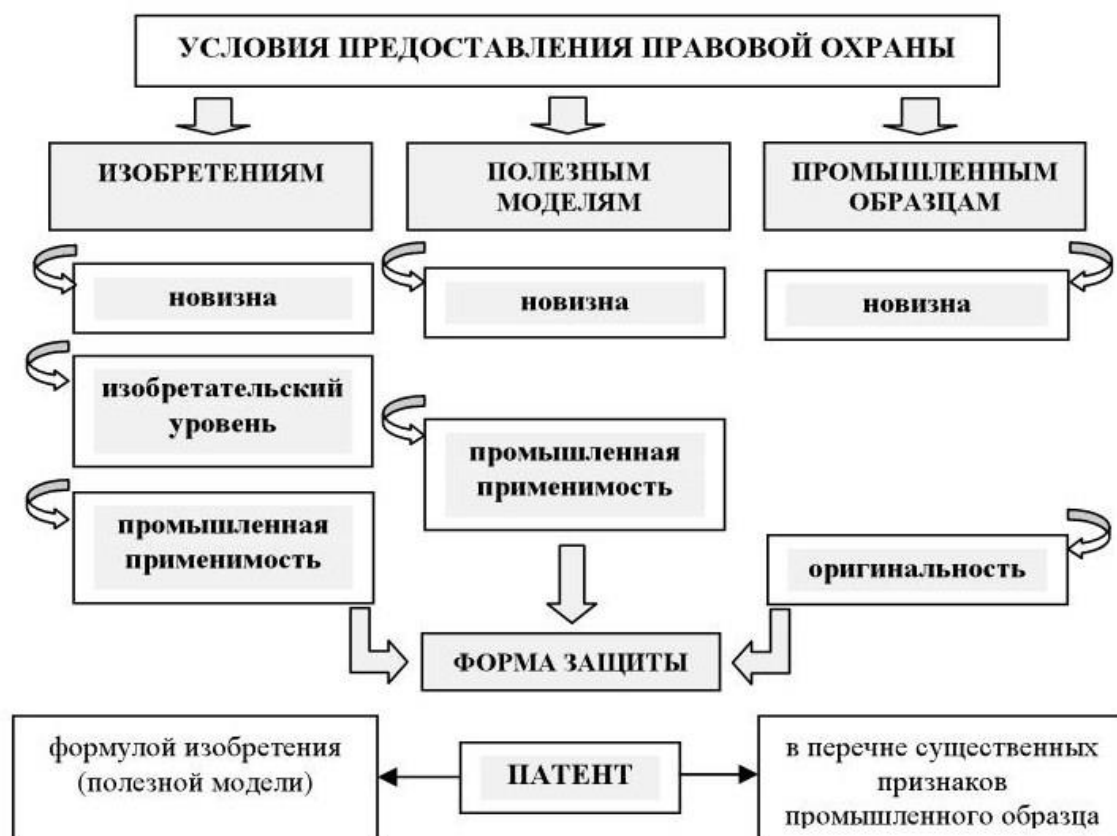 УСЛОВИЯ ПРЕДОСТАВЛЕНИЯ ПРАВОВОЙ ОХРАНЫ
ИЗОБРЕТЕНИЯМ
ПОЛЕЗНЫМ
МОДЕЛЯМ
ПРОМЫШЛЕННЫМ
ОБРАЗЦАМ
новизна
новизна
новизна
изобретательский
уровень
промышленная
применимость
промышленная
применимость
оригинальность
ФОРМА ЗАЩИТЫ
формулой изобретения
(полезной модели)
ПАТЕНТ
в перечне существенных
признаков
промышленного образца